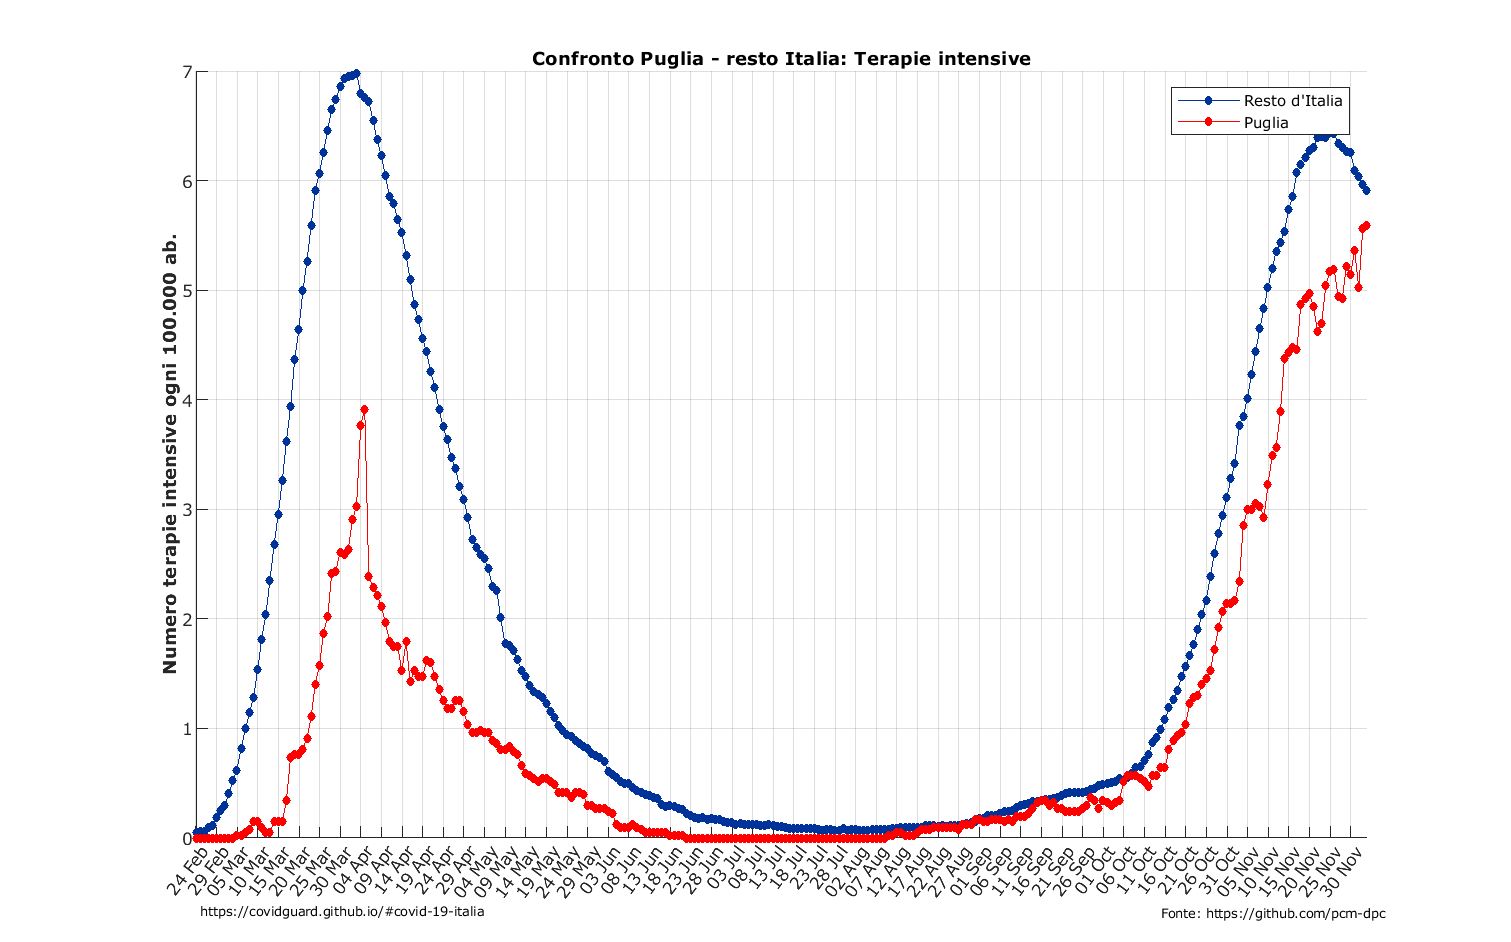 Confronto Puglia - resto Italia: Terapie intensive
Resto d'Italia
Puglia
Numero terapie intensive ogni 100.000 ab.
7
6
5
4
3
2
1
0
24 Feb
29 Feb
05 Mar
10 Mar
15 Mar
20 Mar
25 Mar
30 Mar
04 Apr
09 Apr
14 Apr
19 Apr
24 Apr
29 Apr
04 May
09 May
14 May
19 May
24 May
29 May
03 Jun
08 Jun
13 Jun
18 Jun
23 Jun
28 Jun
03 Jul
08 Jul
13 Jul
18 Jul
23 Jul
28 Jul
02 Aug
07 Aug
12 Aug
17 Aug
22 Aug
27 Aug
01 Sep
06 Sep
11 Sep
16 Sep
21 Sep
26 Sep
01 Oct
06 Oct
11 Oct
16 Oct
21 Oct
26 Oct
31 Oct
05 Nov
10 Nov
15 Nov
20 Nov
25 Nov
30 Nov
https://covidguard.github.io/#covid-19-italia
Fonte: https://github.com/pcm-dpc